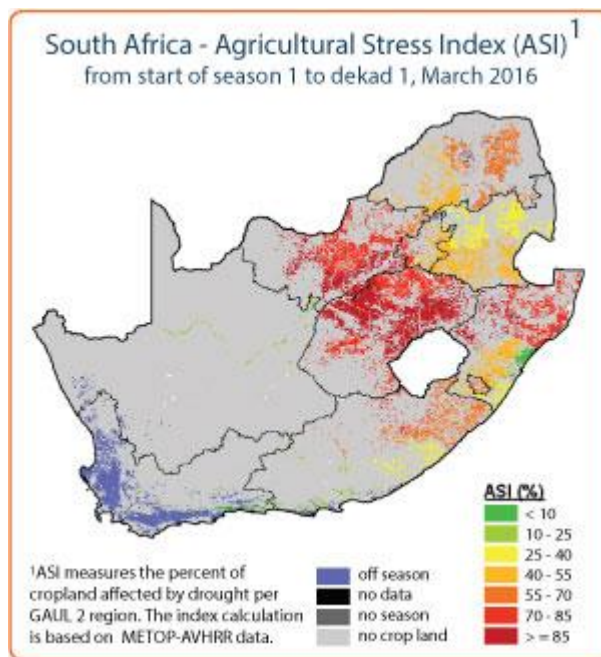 South Africa - Agricultural Stress Index (ASI)1
from start of season 1 to dekad 1, March 2016
ASI (%)
< 10
10 - 25
25 - 40
40 - 55
55 - 70
70 - 85
> = 85
1ASI measures the percent of
cropland affected by drought per
GAUL 2 region. The index calculation
is based on METOP-AVHRR data.
off season
no data
no season
no crop land